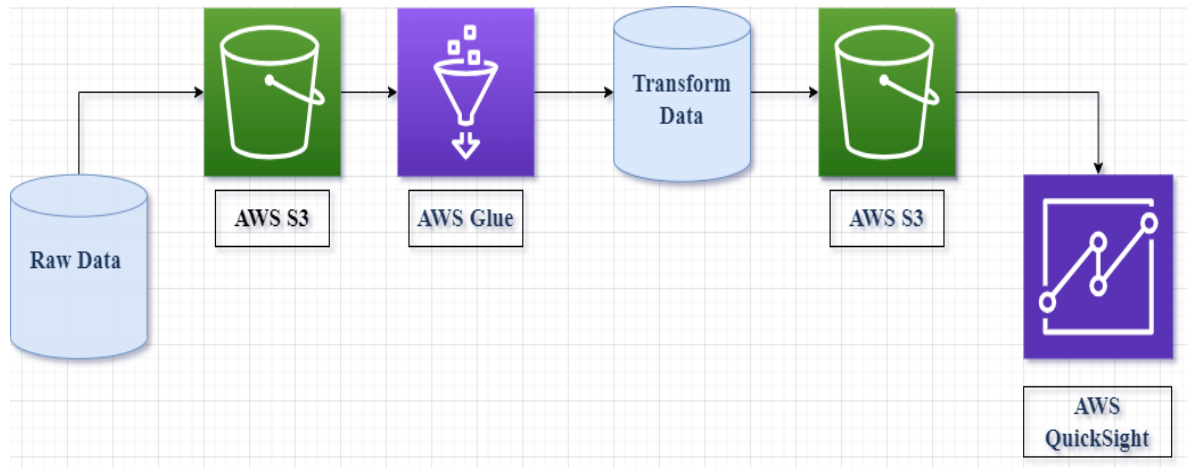 Raw Data
AWS S3
AWS Glue
Transform
Data
AWS S3
AWS
QuickSight